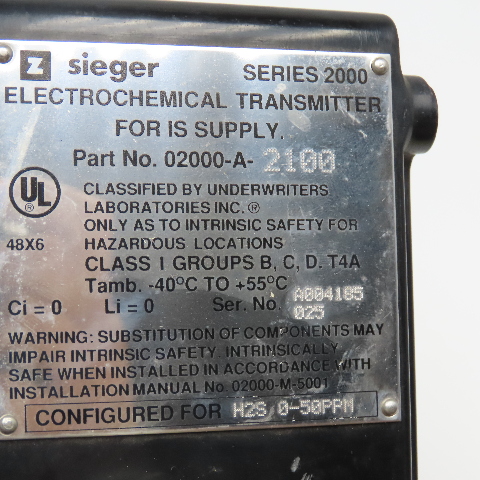 Z sieger SERIES 2000
ELECTROCHEMICAL TRANSMITTER
FOR IS SUPPLY.
Part No. 02000-A-2100
UL
CLASSIFIED BY UNDERWRITERS
LABORATORIES INC.®
ONLY AS TO INTRINSIC SAFETY FOR
48X6 HAZARDOUS LOCATIONS
CLASS I GROUPS B, C, D. T4A
Tamb. -40°C TO +55°C
Ci = 0 Li = 0 Ser. No. A004185
025
WARNING: SUBSTITUTION OF COMPONENTS MAY
IMPAIR INTRINSIC SAFETY. INTRINSICALLY
SAFE WHEN INSTALLED IN ACCORDANCE WITH
INSTALLATION MANUAL No. 02000-M-5001
CONFIGURED FOR H2S 0-50PPM